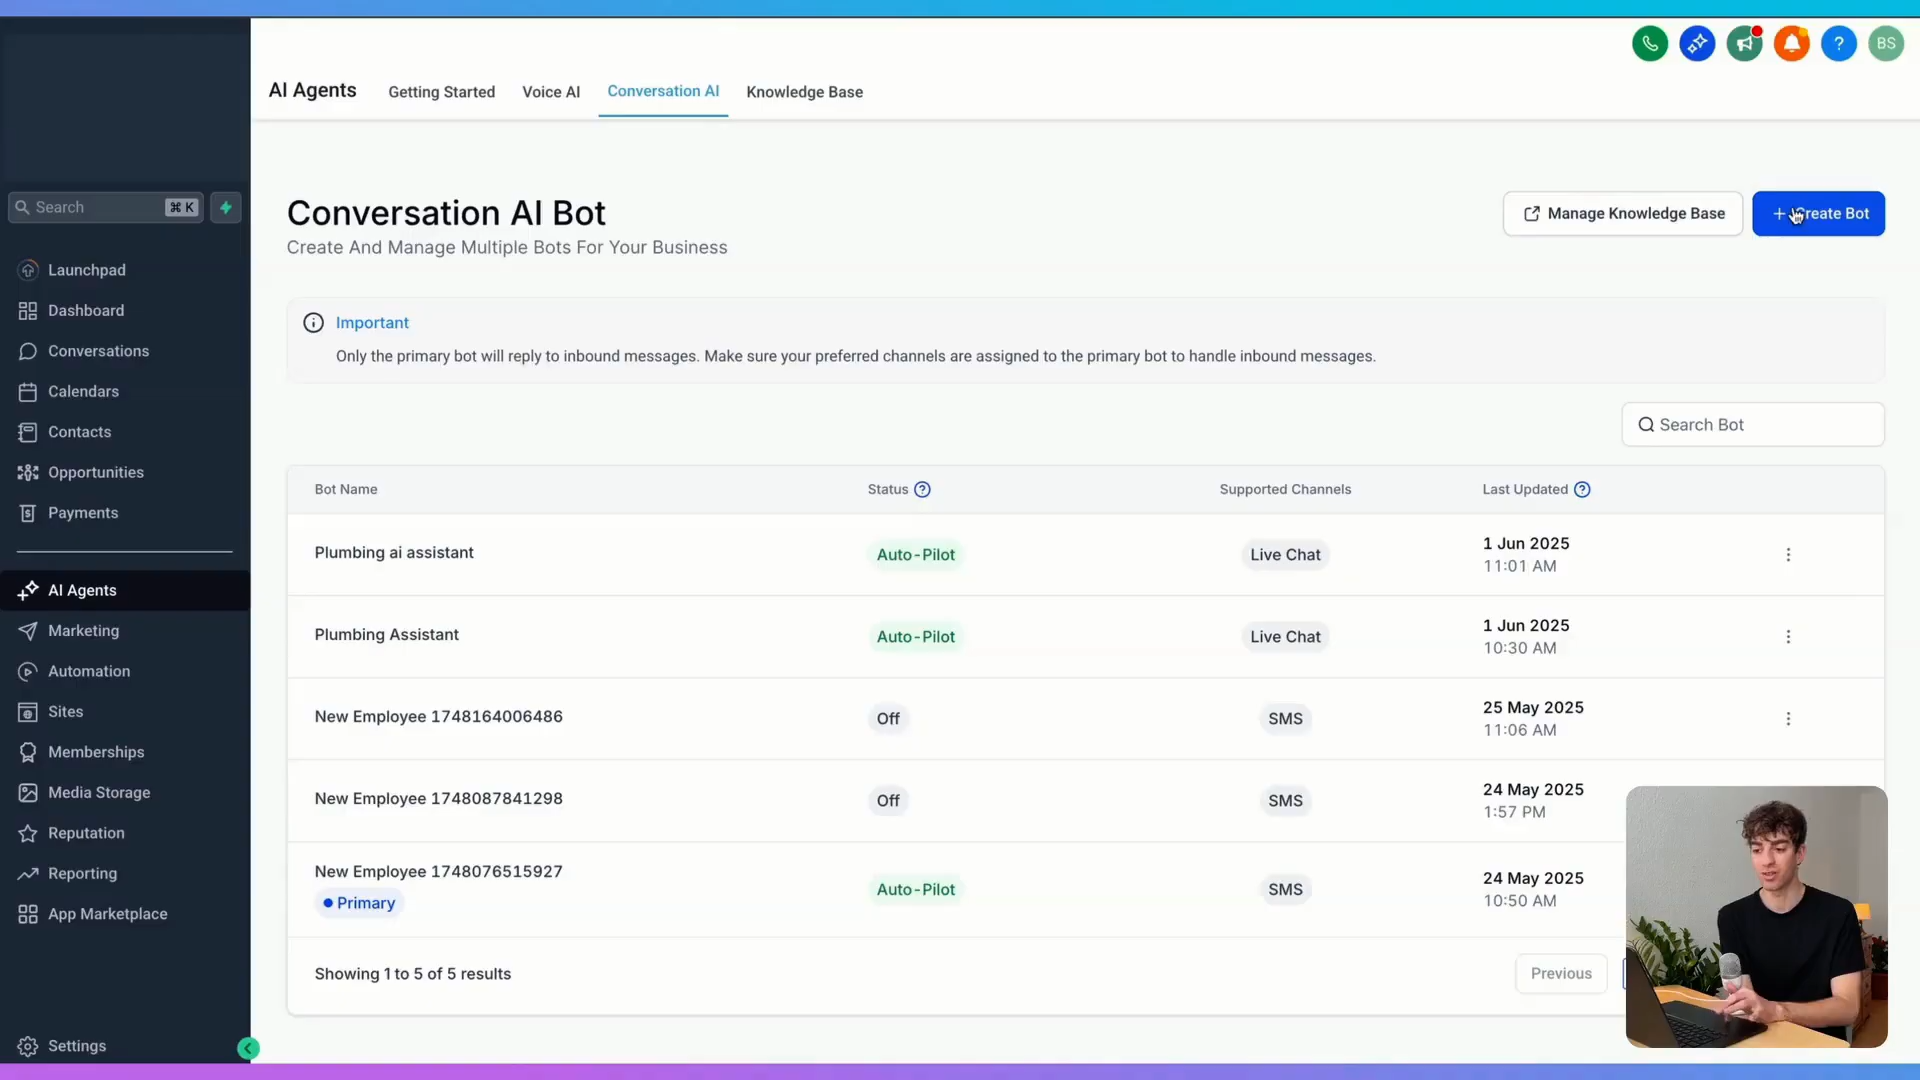 BS
AI Agents
Getting Started
Voice AI
Conversation AI
Knowledge Base
Search
⌘ K
Launchpad
Dashboard
Conversations
Calendars
Contacts
Opportunities
Payments
AI Agents
Marketing
Automation
Sites
Memberships
Media Storage
Reputation
Reporting
App Marketplace
Settings
Conversation AI Bot
Create And Manage Multiple Bots For Your Business
Manage Knowledge Base
+ Create Bot
Important
Only the primary bot will reply to inbound messages. Make sure your preferred channels are assigned to the primary bot to handle inbound messages.
Search Bot
Bot Name
Status
Supported Channels
Last Updated
Plumbing ai assistant
Auto-Pilot
Live Chat
1 Jun 2025
11:01 AM
Plumbing Assistant
Auto-Pilot
Live Chat
1 Jun 2025
10:30 AM
New Employee 1748164006486
Off
SMS
25 May 2025
11:06 AM
New Employee 1748087841298
Off
SMS
24 May 2025
1:57 PM
New Employee 1748076515927
Primary
Auto-Pilot
SMS
24 May 2025
10:50 AM
Showing 1 to 5 of 5 results
Previous